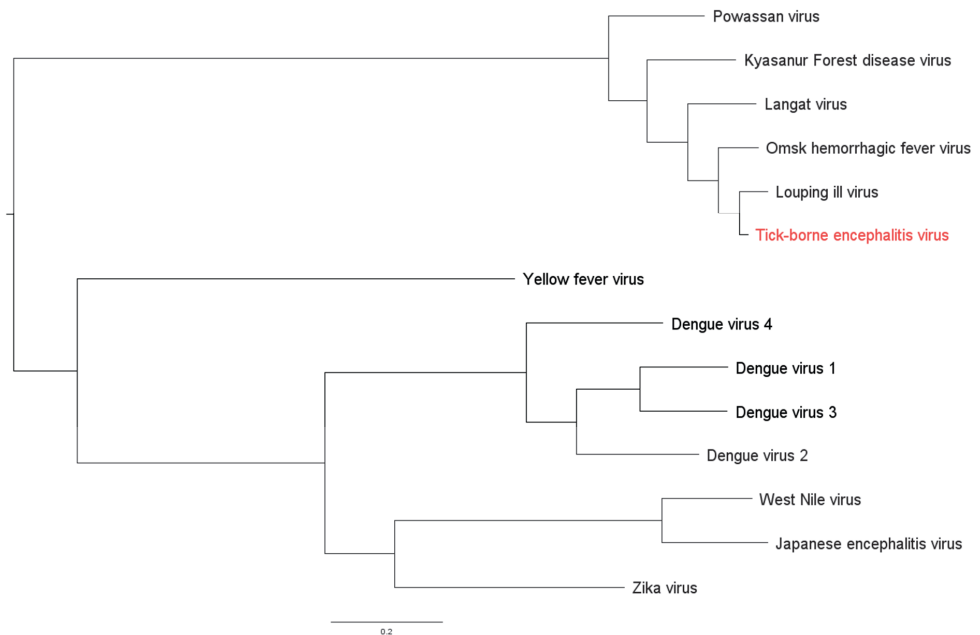 Powassan virus
Kyasanur Forest disease virus
Langat virus
Omsk hemorrhagic fever virus
Louping ill virus
Tick-borne encephalitis virus
Yellow fever virus
Dengue virus 4
Dengue virus 1
Dengue virus 3
Dengue virus 2
West Nile virus
Japanese encephalitis virus
Zika virus
0.2